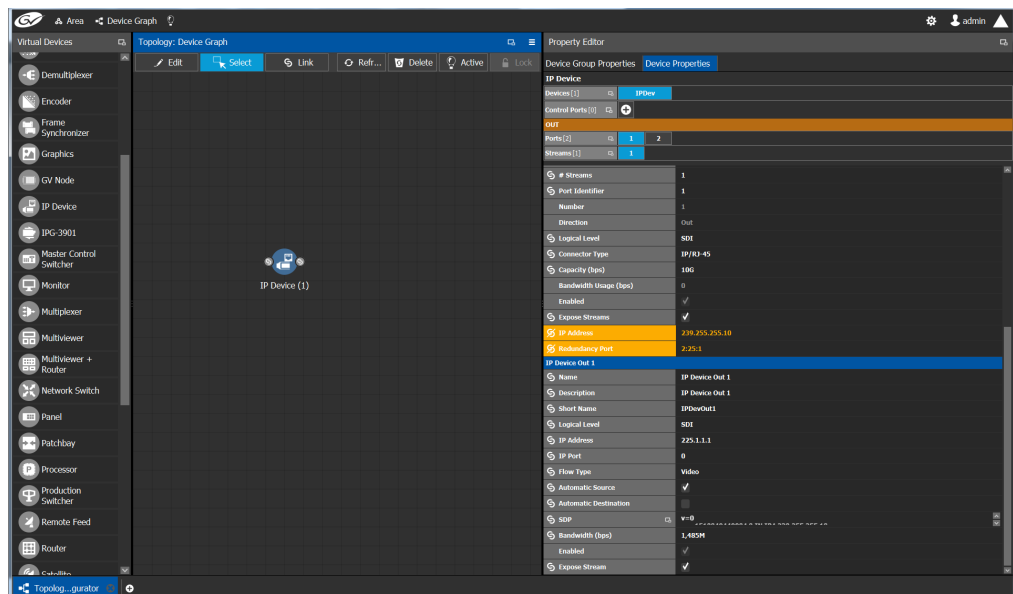 GV Area Device Graph admin
Virtual Devices
Demultiplexer
Encoder
Frame
Synchronizer
Graphics
GV Node
IP Device
IPG-3901
Master Control
Switcher
Monitor
Multiplexer
Multiviewer
Multiviewer +
Router
Network Switch
Panel
Patchbay
Processor
Production
Switcher
Remote Feed
Router
Satellite
Topology: Device Graph
Edit Select Link Refr... Delete Active Lock
IP Device (1)
Property Editor
Device Group Properties Device Properties
IP Device
Devices[1] IPDev
Control Ports[0]
OUT
Ports[2] 1 2
Streams[1] 1
# Streams 1
Port Identifier 1
Number 1
Direction Out
Logical Level SDI
Connector Type IP/RJ-45
Capacity (bps) 10G
Bandwidth Usage (bps) 0
Enabled
Expose Streams
IP Address 239.255.255.10
Redundancy Port 2:25:1
IP Device Out 1
Name IP Device Out 1
Description IP Device Out 1
Short Name IPDevOut1
Logical Level SDI
IP Address 225.1.1.1
IP Port 0
Flow Type Video
Automatic Source
Automatic Destination
SDP v=0
Bandwidth (bps) 1,485M
Enabled
Expose Stream
Topolog...gurator